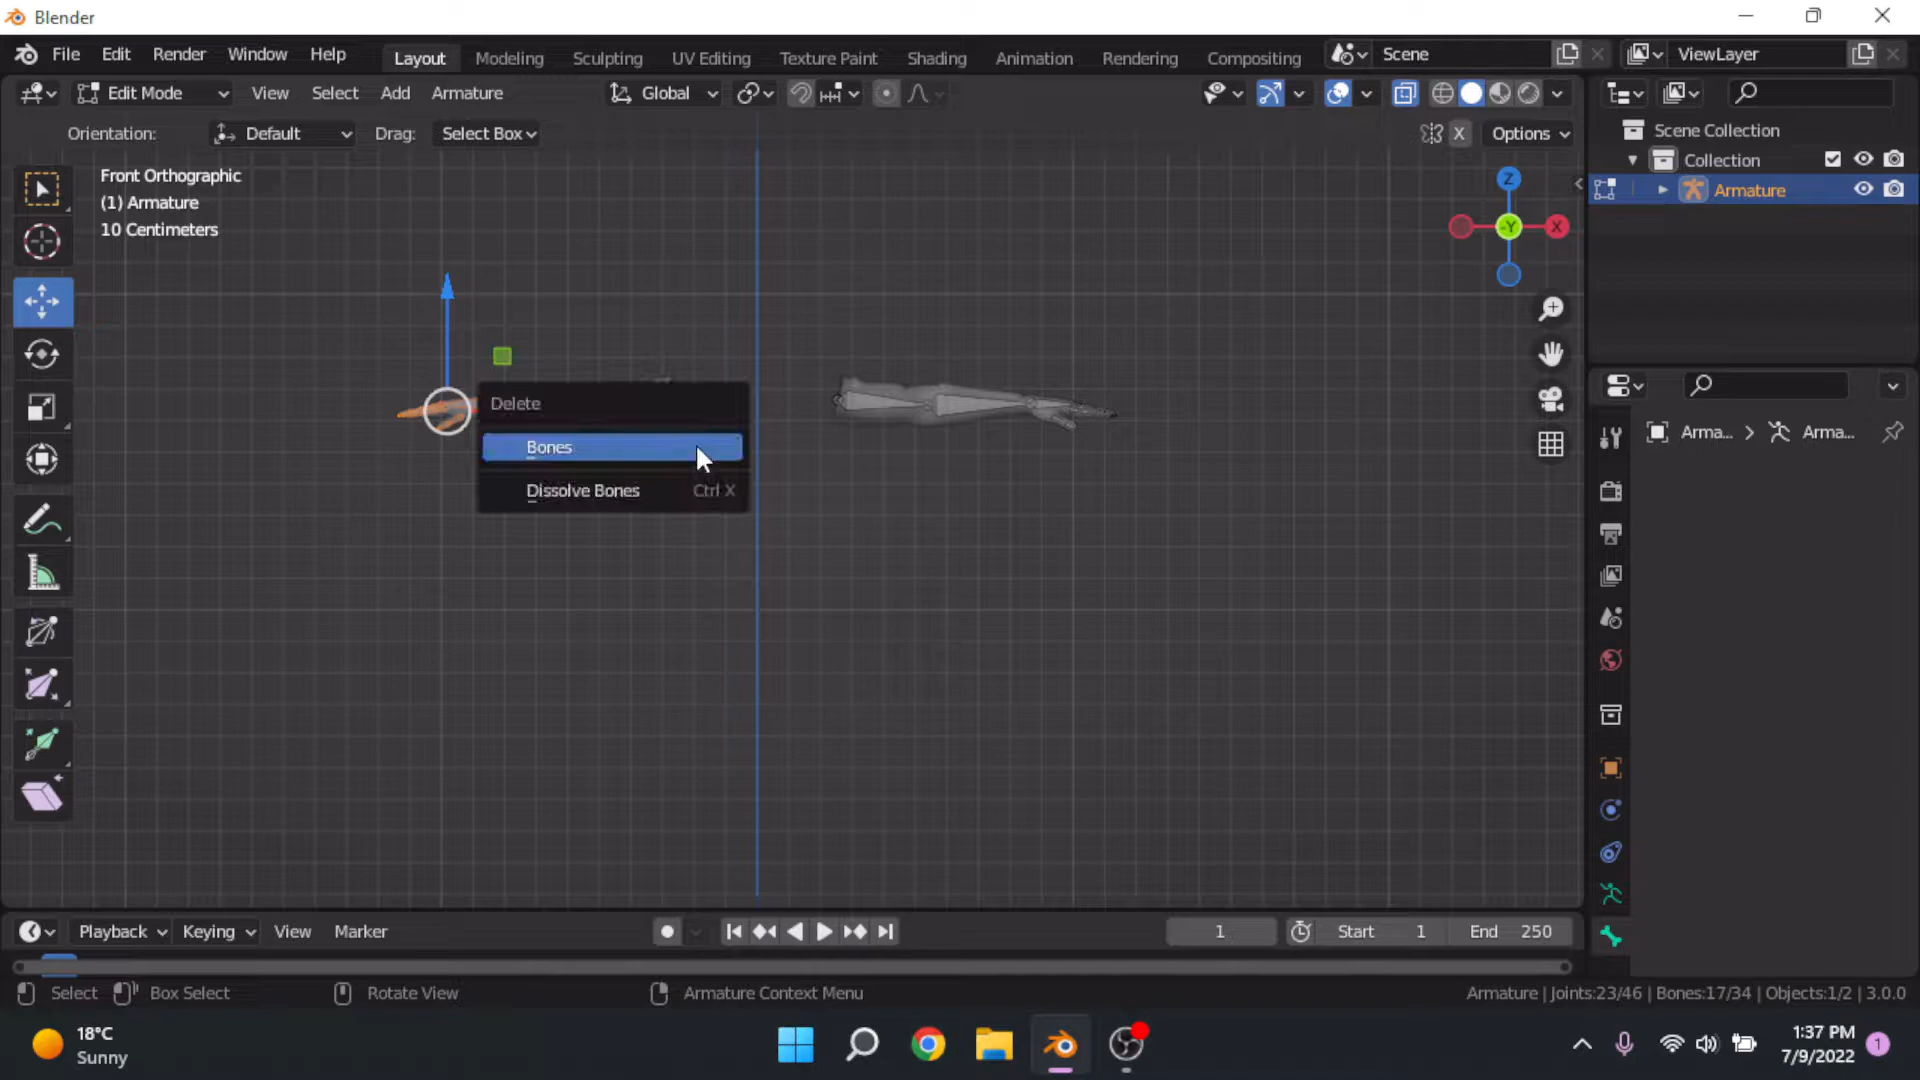 Blender
File Edit Render Window Help Layout Modeling Sculpting UV Editing Texture Paint Shading Animation Rendering Compositing Scene ViewLayer
Edit Mode View Select Add Armature Global
Orientation: Default Drag: Select Box X Options
Scene Collection
Collection
Armature
Front Orthographic
(1) Armature
10 Centimeters
Z
-Y
X
Delete
Bones
Dissolve Bones Ctrl X
Arma... Arma...
Playback Keying View Marker 1 Start 1 End 250
Select Box Select Rotate View Armature Context Menu Armature | Joints:23/46 | Bones:17/34 | Objects:1/2 | 3.0.0
18°C
Sunny
1:37 PM
7/9/2022
1